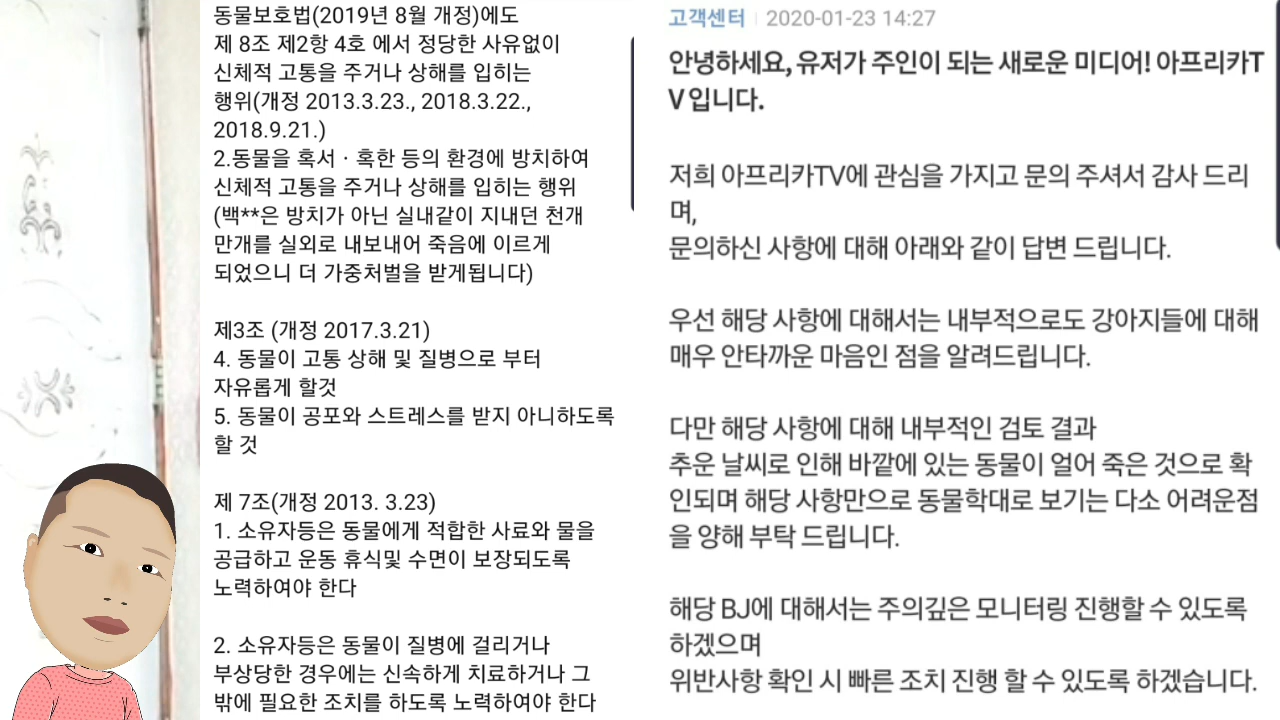 동물보호법(2019년 8월 개정)에도
제 8조 제2항 4호 에서 정당한 사유없이
신체적 고통을 주거나 상해를 입히는
행위(개정 2013.3.23., 2018.3.22.,
2018.9.21.)
2.동물을 혹서 · 혹한 등의 환경에 방치하여
신체적 고통을 주거나 상해를 입히는 행위
(백**은 방치가 아닌 실내같이 지내던 천개
만개를 실외로 내보내어 죽음에 이르게
되었으니 더 가중처벌을 받게됩니다)
제3조 (개정 2017.3.21)
4. 동물이 고통 상해 및 질병으로 부터
자유롭게 할것
5. 동물이 공포와 스트레스를 받지 아니하도록
할 것
제 7조(개정 2013. 3.23)
1. 소유자등은 동물에게 적합한 사료와 물을
공급하고 운동 휴식및 수면이 보장되도록
노력하여야 한다
2. 소유자등은 동물이 질병에 걸리거나
부상당한 경우에는 신속하게 치료하거나 그
밖에 필요한 조치를 하도록 노력하여야 한다
고객센터 | 2020-01-23 14:27
안녕하세요, 유저가 주인이 되는 새로운 미디어! 아프리카T
V 입니다.
저희 아프리카TV에 관심을 가지고 문의 주셔서 감사 드리
며,
문의하신 사항에 대해 아래와 같이 답변 드립니다.
우선 해당 사항에 대해서는 내부적으로도 강아지들에 대해
매우 안타까운 마음인 점을 알려드립니다.
다만 해당 사항에 대해 내부적인 검토 결과
추운 날씨로 인해 바깥에 있는 동물이 얼어 죽은 것으로 확
인되며 해당 사항만으로 동물학대로 보기는 다소 어려운점
을 양해 부탁 드립니다.
해당 BJ에 대해서는 주의깊은 모니터링 진행할 수 있도록
하겠으며
위반사항 확인 시 빠른 조치 진행 할 수 있도록 하겠습니다.